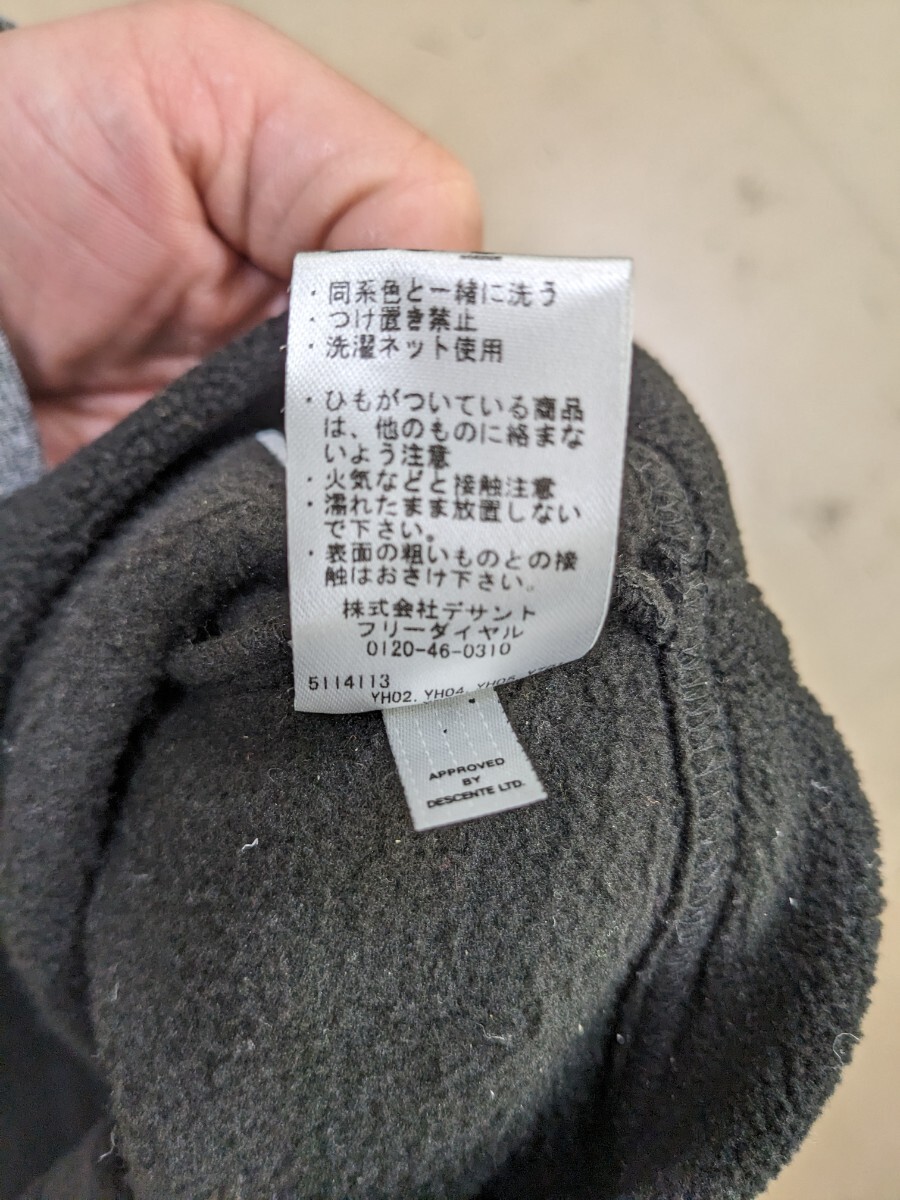 ・同系色と一緒に洗う
・つけ置き禁止
・洗濯ネット使用
・ひもがついている商品
は、他のものに絡まな
いよう注意
・火気などと接触注意
・濡れたまま放置しない
で下さい。
・表面の粗いものとの接
触はおさけ下さい。
株式会社デサント
フリーダイヤル
0120-46-0310
5114113
YH02. YH04. YH05.
APPROVED
BY
DESCENTE LTD.